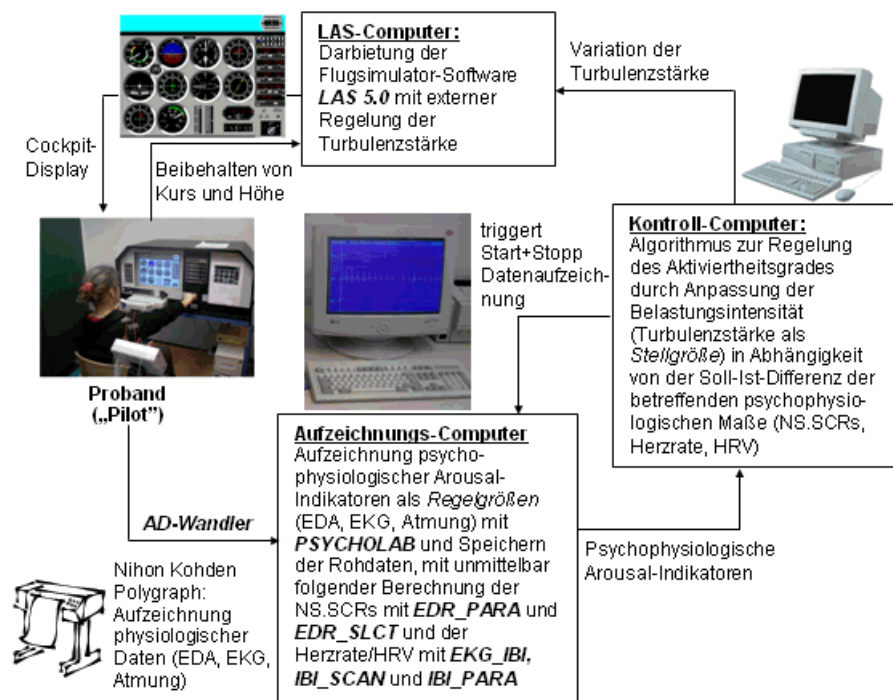 LAS-Computer:
Darbietung der
Flugsimulator-Software
LAS 5.0 mit externer
Regelung der
Turbulenzstärke
Variation der
Turbulenzstärke
Cockpit-
Display
Beibehalten von
Kurs und Höhe
triggert
Start+Stopp
Datenaufzeich-
nung
Kontroll-Computer:
Algorithmus zur Regelung
des Aktiviertheitsgrades
durch Anpassung der
Belastungsintensität
(Turbulenzstärke als
Stellgröße) in Abhängigkeit
von der Soll-Ist-Differenz der
betreffenden psychophysio-
logischen Maße (NS.SCRs,
Herzrate, HRV)
Proband
(„Pilot”)
Aufzeichnungs-Computer
Aufzeichnung psycho-
physiologischer Arousal-
Indikatoren als Regelgrößen
(EDA, EKG, Atmung) mit
PSYCHOLAB und Speichern
der Rohdaten, mit unmittelbar
folgender Berechnung der
NS.SCRs mit EDR_PARA und
EDR_SLCT und der
Herzrate/HRV mit EKG_IBI,
IBI_SCAN und IBI_PARA
AD-Wandler
Psychophysiologische
Arousal-Indikatoren
Nihon Kohden
Polygraph:
Aufzeichnung
physiologischer
Daten (EDA, EKG,
Atmung)